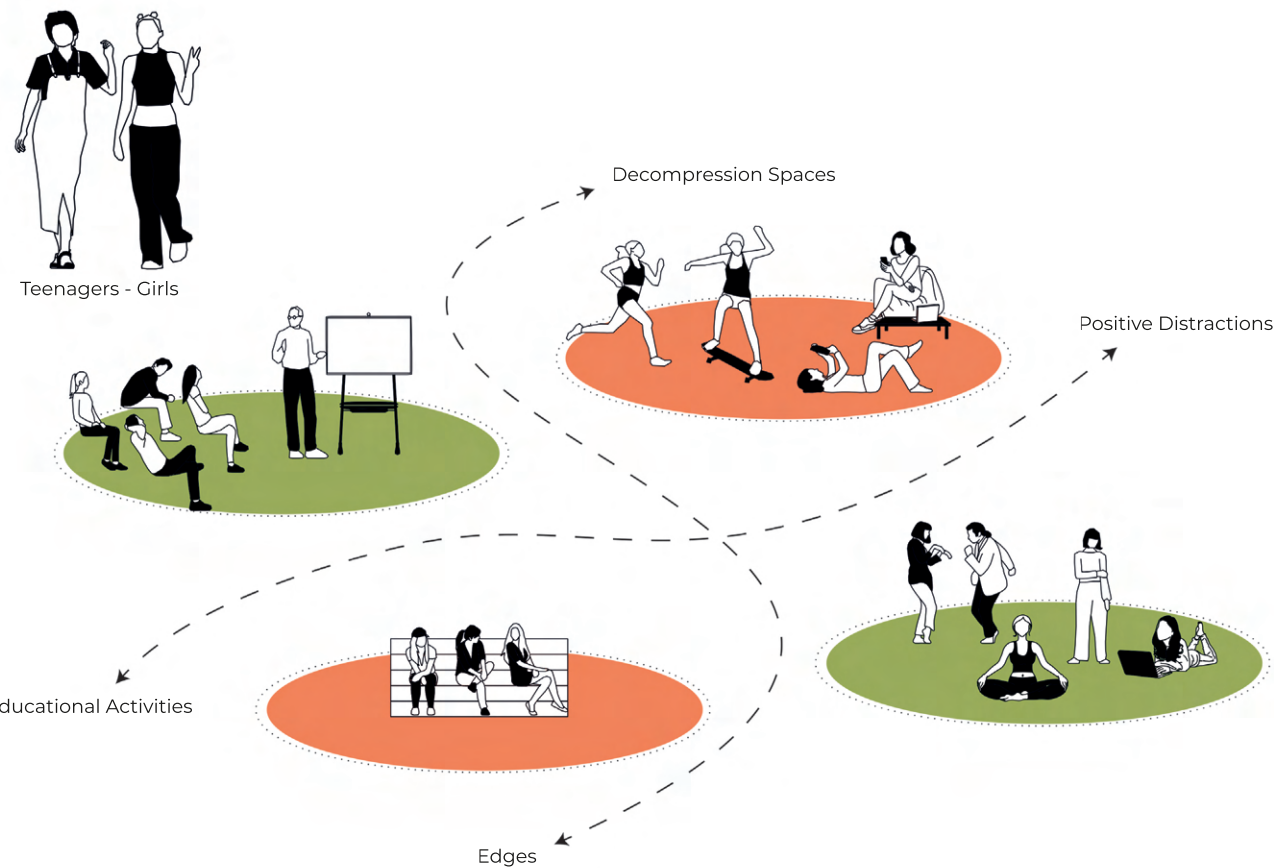 Decompression Spaces
Teenagers - Girls
Positive Distractions
ducational Activities
Edges